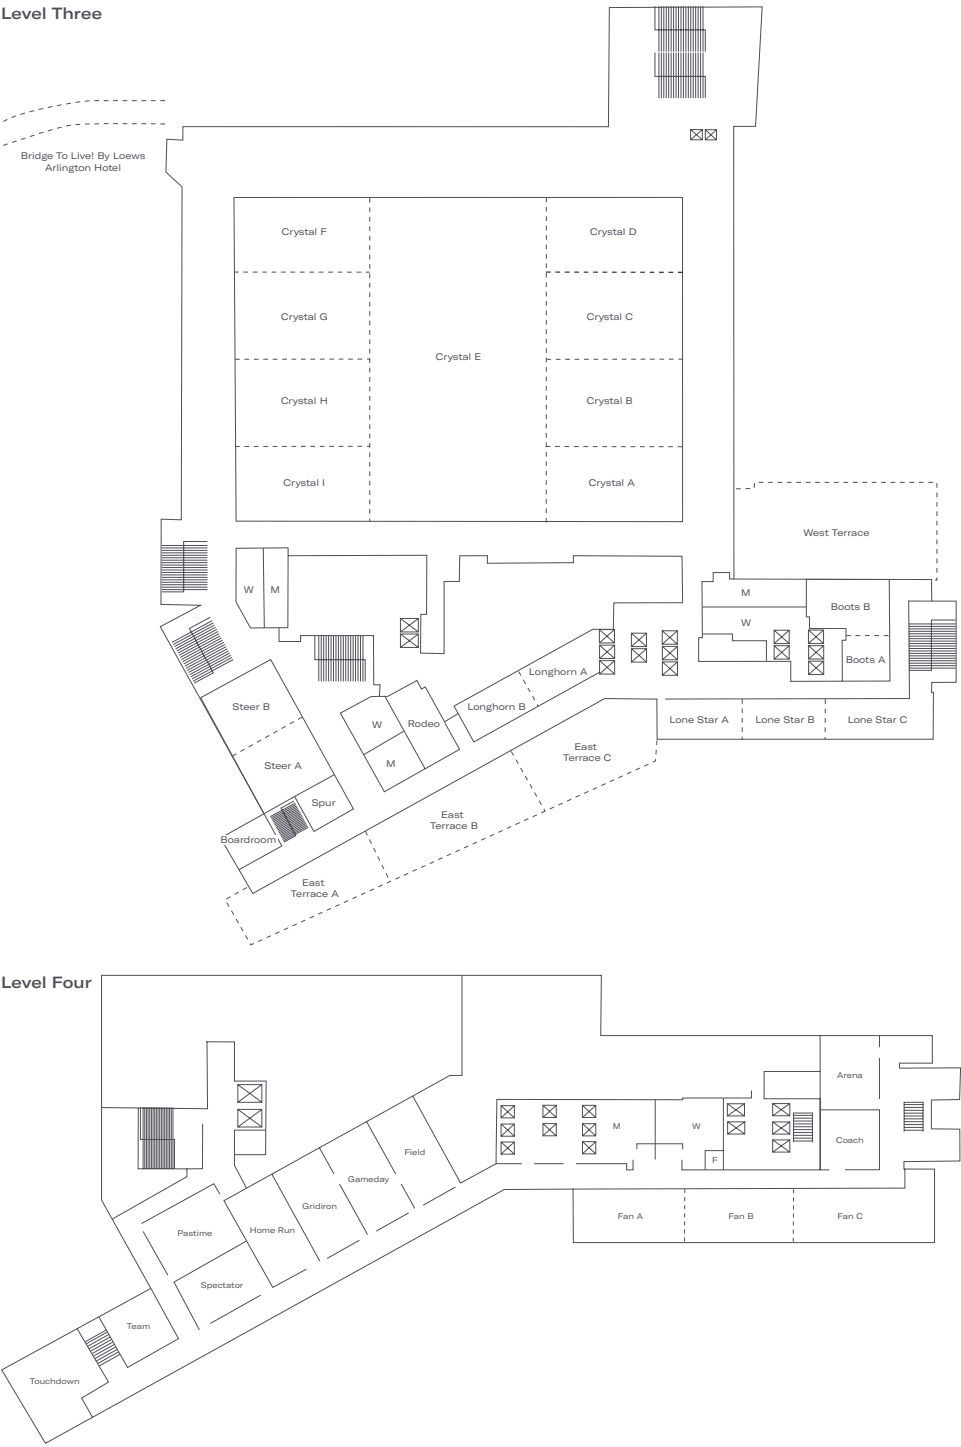 Level Three
Bridge To Live! By Loews
Arlington Hotel
Crystal F
Crystal D
Crystal G
Crystal C
Crystal E
Crystal H
Crystal B
Crystal I
Crystal A
West Terrace
W
M
M
W
Boots B
Boots A
Longhorn A
Longhorn B
Steer B
Steer A
W
Rodeo
M
Lone Star A
Lone Star B
Lone Star C
East
Terrace C
Spur
East
Terrace B
Boardroom
East
Terrace A
Level Four
Arena
M
W
Coach
F
Field
Gameday
Gridiron
Home Run
Pastime
Fan A
Fan B
Fan C
Spectator
Team
Touchdown